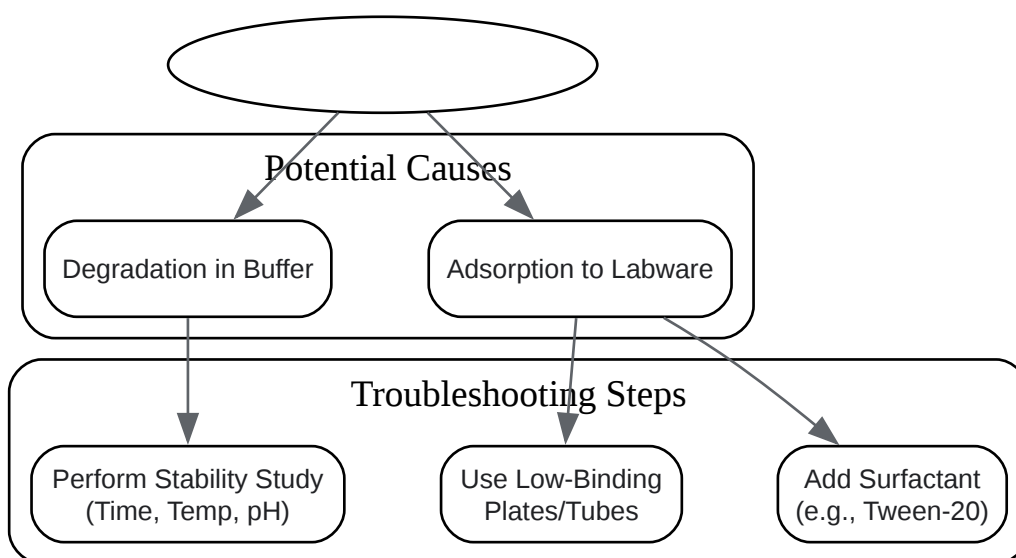 Potential Causes
Degradation in Buffer
Adsorption to Labware
Troubleshooting Steps
Perform Stability Study
(Time, Temp, pH)
Use Low-Binding
Plates/Tubes
Add Surfactant
(e.g., Tween-20)